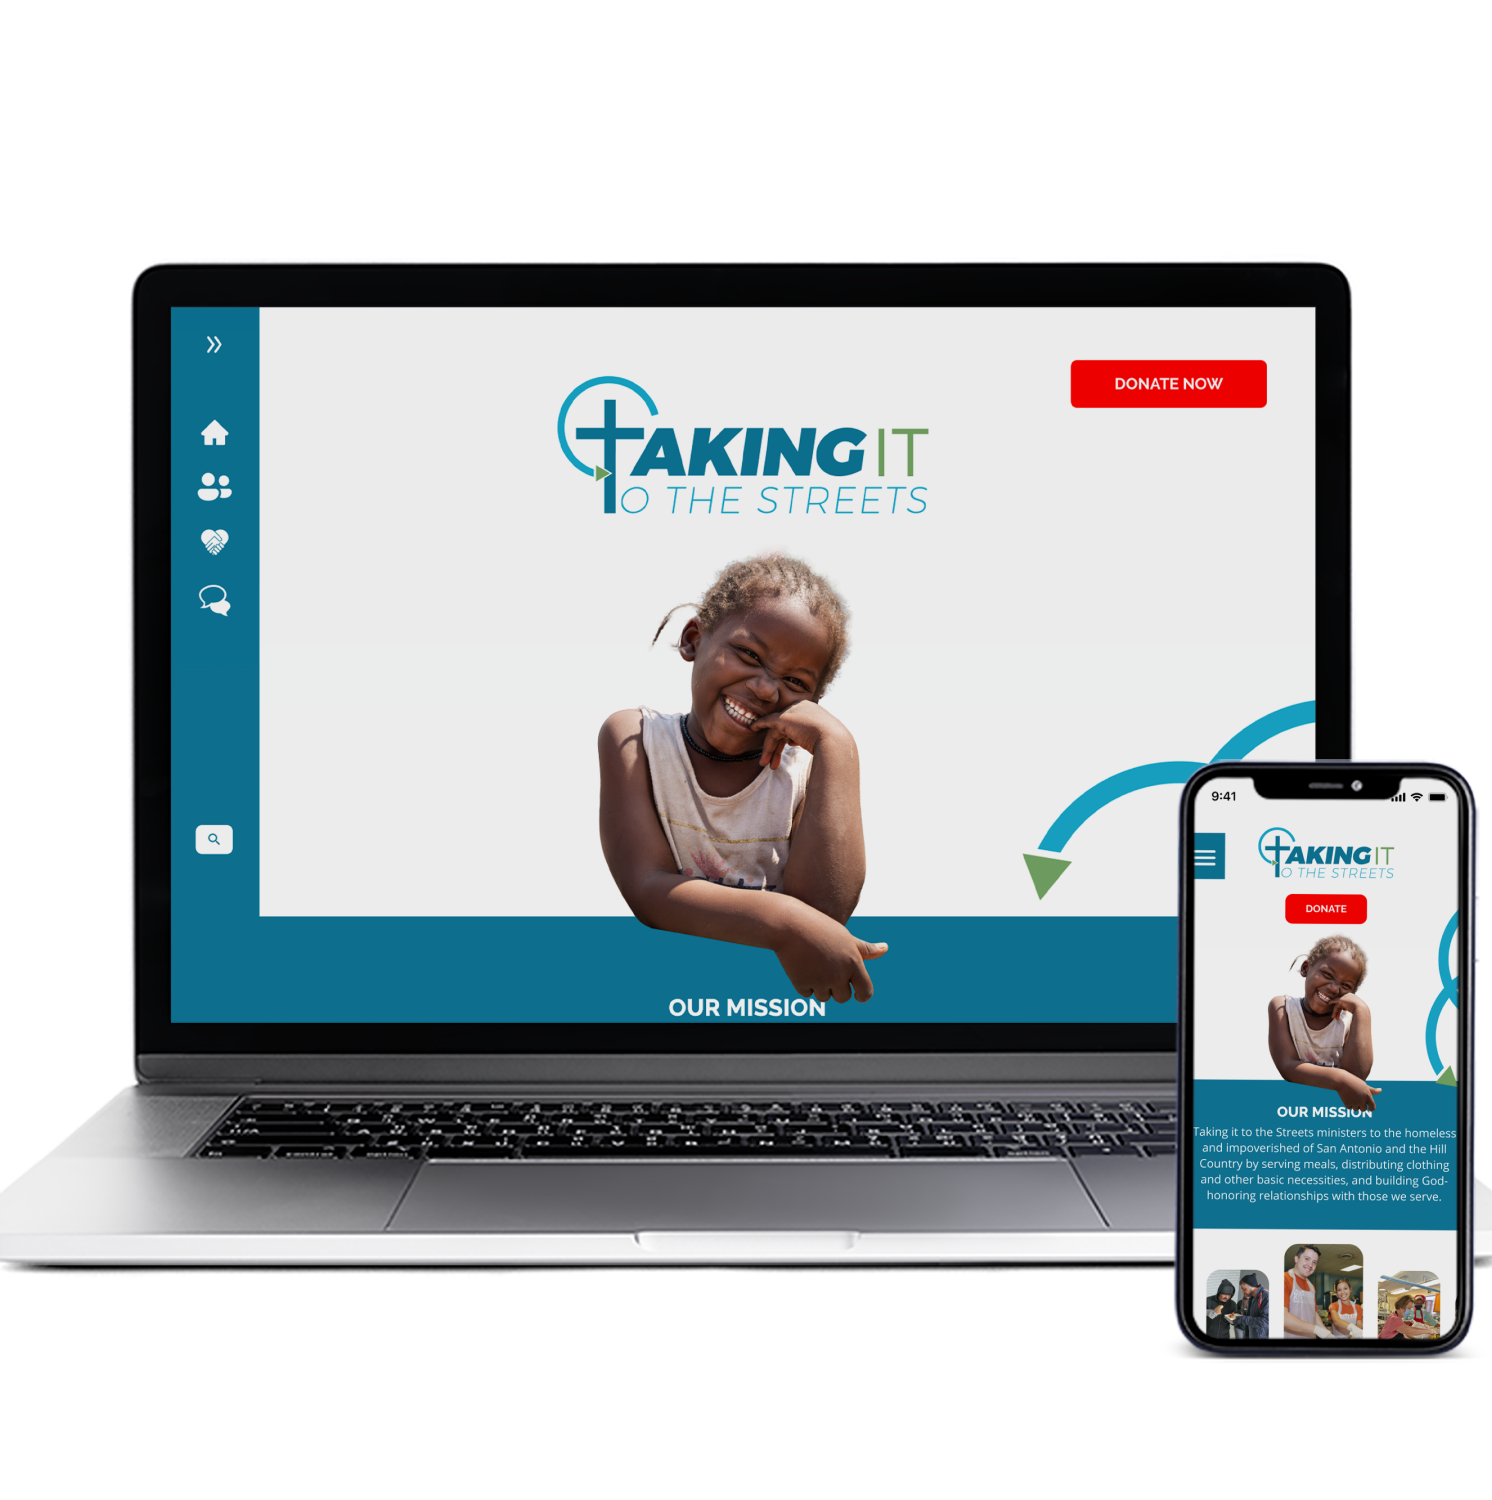 DONATE NOW
TAKING IT
TO THE STREETS
OUR MISSION
9:41
TAKING IT
TO THE STREETS
DONATE
OUR MISSION
Taking it to the Streets ministers to the homeless
and impoverished of San Antonio and the Hill
Country by serving meals, distributing clothing
and other basic necessities, and building God-
honoring relationships with those we serve.